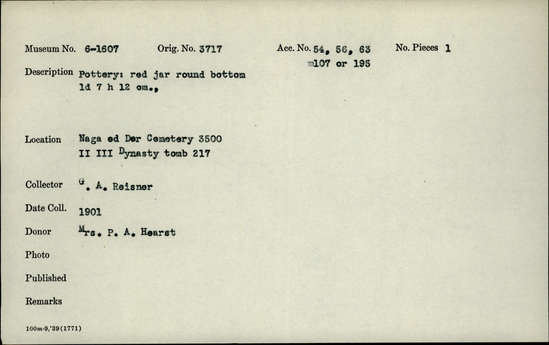 Museum No. 6-1607 Orig. No. 3717 Acc. No. 54, 56, 63 No. Pieces 1
m107 or 195
Description Pottery: red jar round bottom
ld 7 h 12 cm.,
Location Naga ed Der Cemetery 3500
II III Dynasty tomb 217
Collector G. A. Reisner
Date Coll. 1901
Donor Mrs. P. A. Hearst
Photo
Published
Remarks
100m-9,'39(1771)